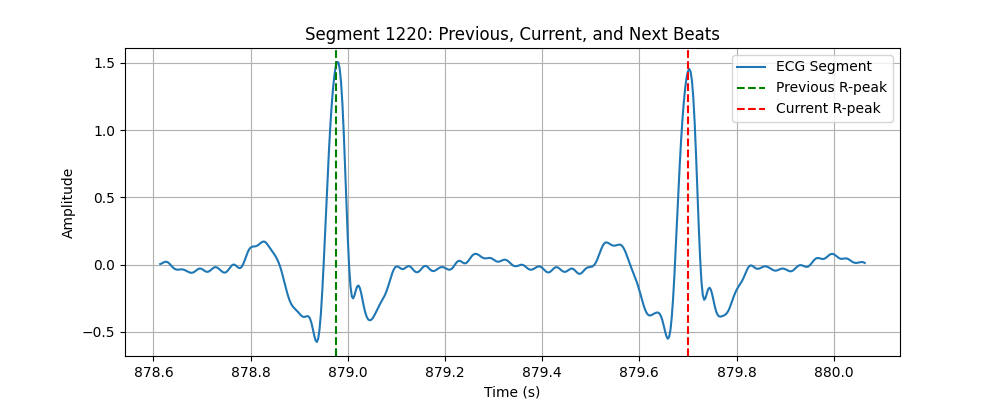 Segment 1220: Previous, Current, and Next Beats
1.5
1.0
0.5
0.0
−0.5
Amplitude
ECG Segment
Previous R-peak
Current R-peak
878.6 878.8 879.0 879.2 879.4 879.6 879.8 880.0
Time (s)